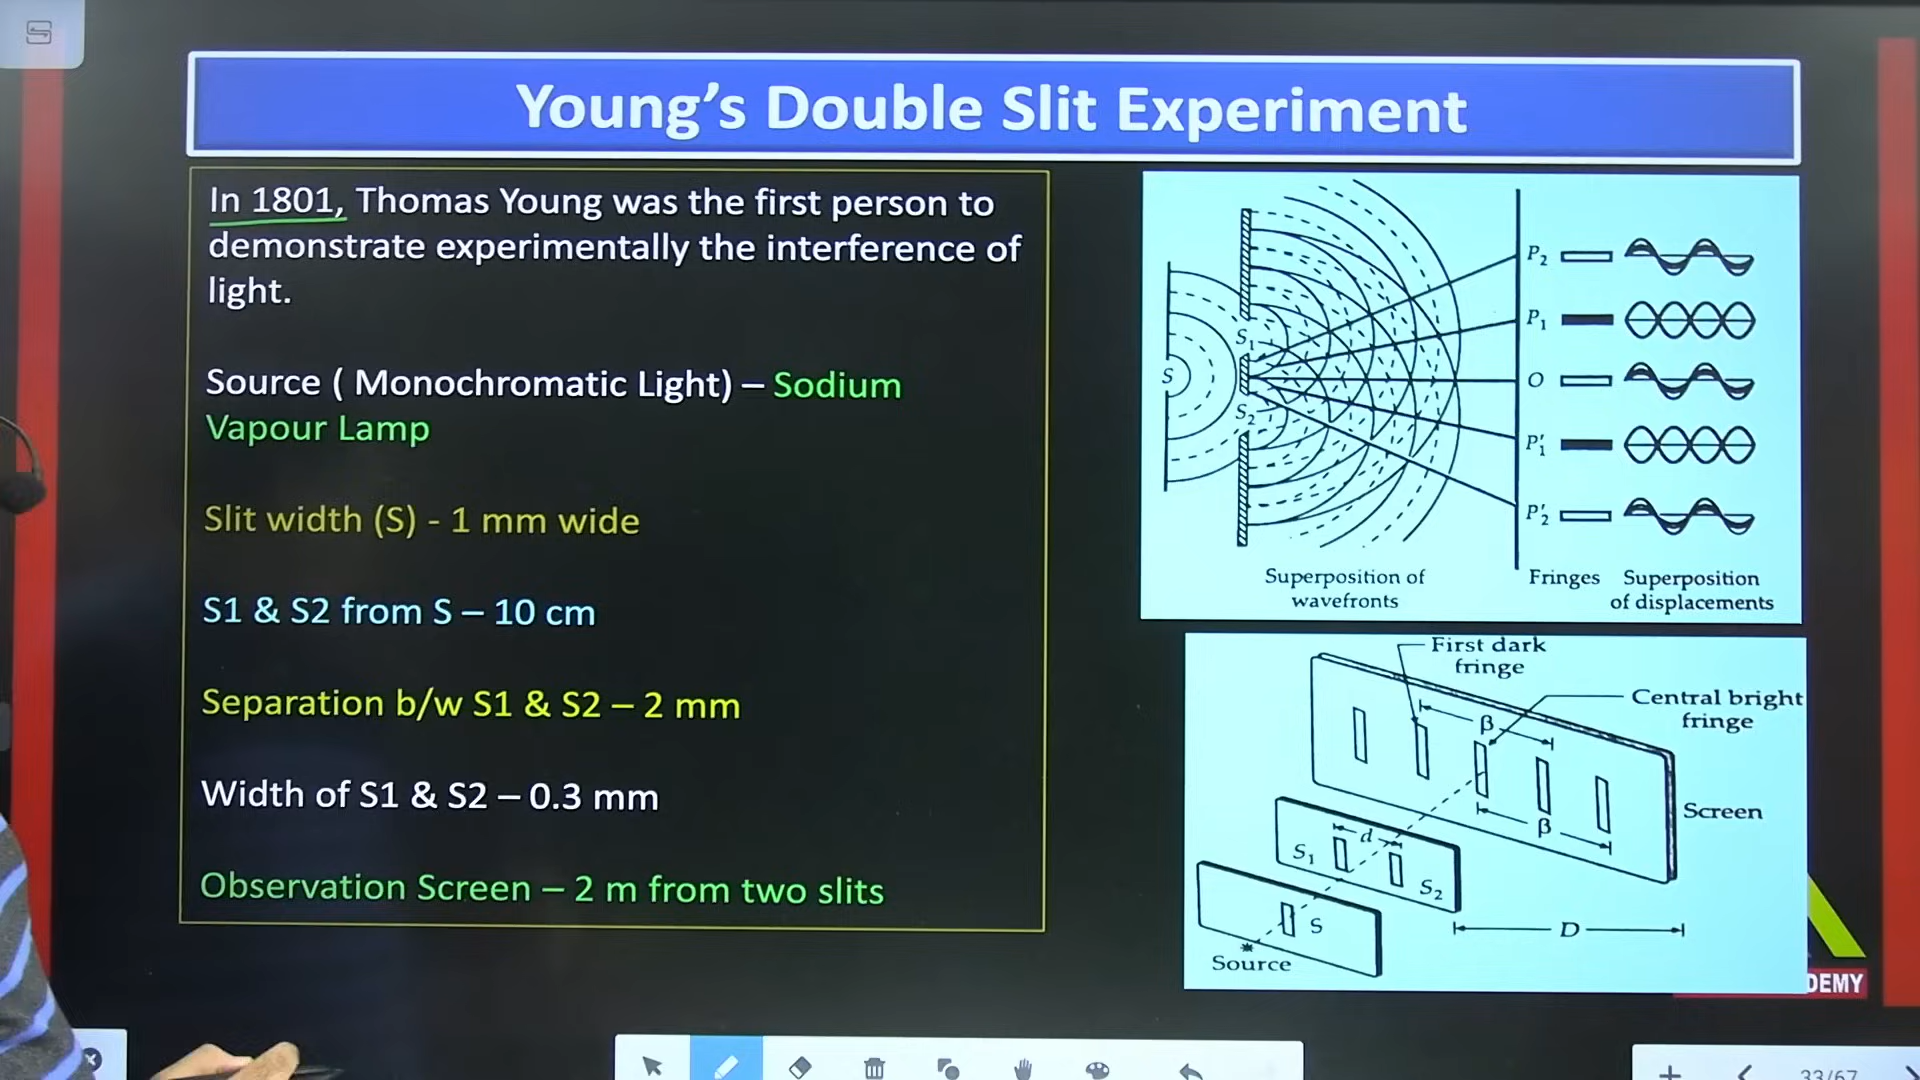 Young’s Double Slit Experiment
In 1801, Thomas Young was the first person to
demonstrate experimentally the interference of
light.
Source ( Monochromatic Light) – Sodium
Vapour Lamp
Slit width (S) - 1 mm wide
S1 & S2 from S – 10 cm
Separation b/w S1 & S2 – 2 mm
Width of S1 & S2 – 0.3 mm
Observation Screen – 2 m from two slits
P2
S1
P1
S
O
S2
P′1
P′2
Superposition of
wavefronts
Fringes
Superposition
of displacements
First dark
fringe
Central bright
fringe
β
Screen
β
d
S1
S2
S
D
Source
DEMY
33/67